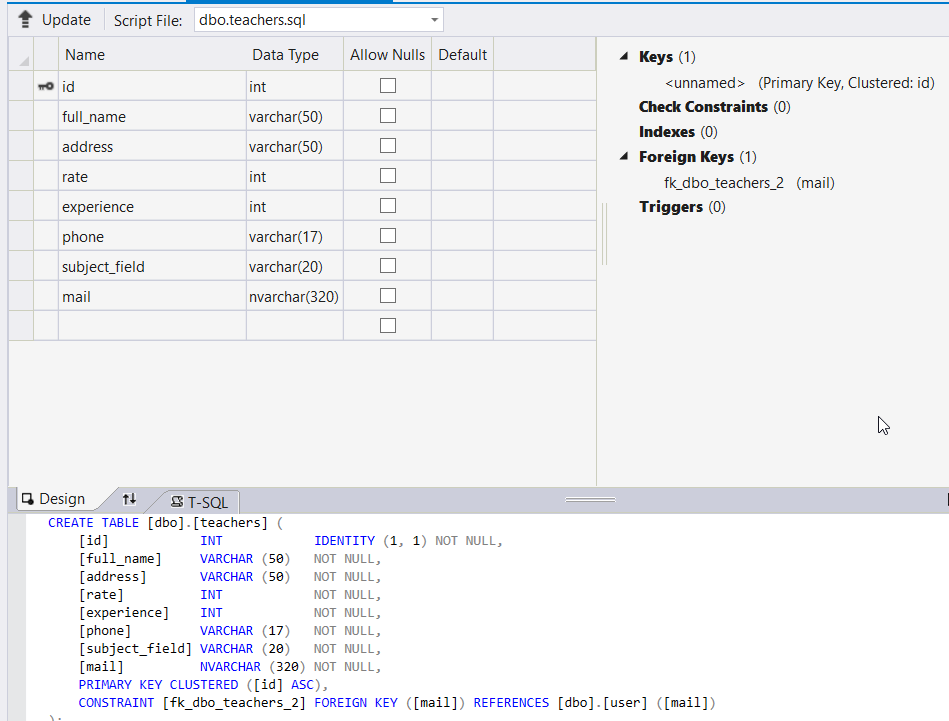 Update Script File: dbo.teachers.sql
Name Data Type Allow Nulls Default
id int
full_name varchar(50)
address varchar(50)
rate int
experience int
phone varchar(17)
subject_field varchar(20)
mail nvarchar(320)
Keys (1)
<unnamed> (Primary Key, Clustered: id)
Check Constraints (0)
Indexes (0)
Foreign Keys (1)
fk_dbo_teachers_2 (mail)
Triggers (0)
Design T-SQL
CREATE TABLE [dbo].[teachers] (
[id] INT IDENTITY (1, 1) NOT NULL,
[full_name] VARCHAR (50) NOT NULL,
[address] VARCHAR (50) NOT NULL,
[rate] INT NOT NULL,
[experience] INT NOT NULL,
[phone] VARCHAR (17) NOT NULL,
[subject_field] VARCHAR (20) NOT NULL,
[mail] NVARCHAR (320) NOT NULL,
PRIMARY KEY CLUSTERED ([id] ASC),
CONSTRAINT [fk_dbo_teachers_2] FOREIGN KEY ([mail]) REFERENCES [dbo].[user] ([mail])
);